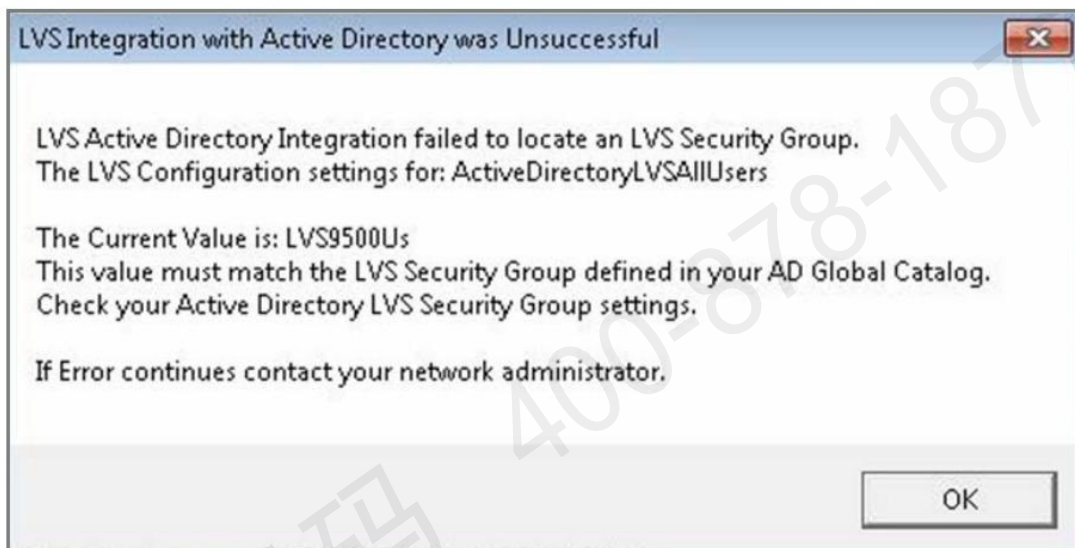 LVS Integration with Active Directory was Unsuccessful
LVS Active Directory Integration failed to locate an LVS Security Group.
The LVS Configuration settings for: ActiveDirectoryLVSAllUsers
The Current Value is: LVS9500Us
This value must match the LVS Security Group defined in your AD Global Catalog.
Check your Active Directory LVS Security Group settings.
If Error continues contact your network administrator.
OK
码 400-878-187